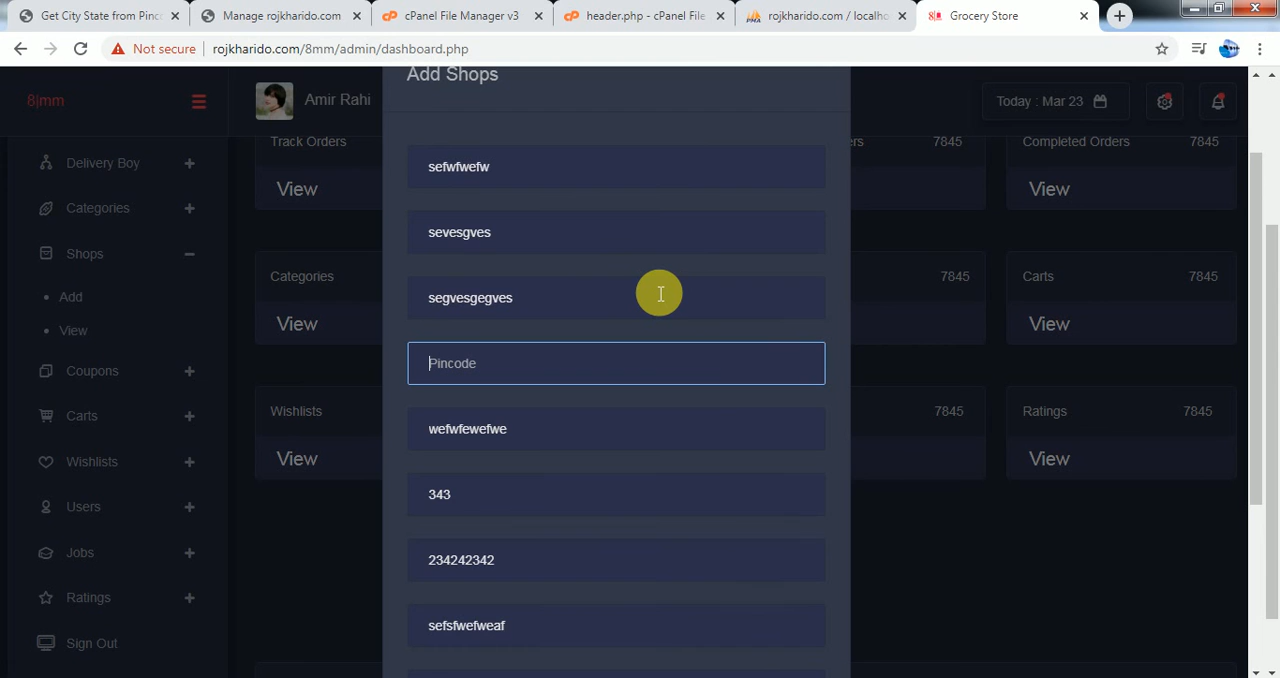 Get City State from Pinc
Manage rojkharido.com
cPanel File Manager v3
header.php - cPanel File
rojkharido.com / localho
Grocery Store
Not secure
rojkharido.com/8mm/admin/dashboard.php
8|mm
Amir Rahi
Add Shops
Today : Mar 23
Delivery Boy
Categories
Shops
Add
View
Coupons
Carts
Wishlists
Users
Jobs
Ratings
Sign Out
Track Orders
ers 7845
Completed Orders 7845
View
View
Categories
7845
Carts 7845
View
View
Wishlists
7845
Ratings 7845
View
View
sefwfwefw
sevesgves
segvesgegves
Pincode
wefwfewefwe
343
234242342
sefsfwefweaf